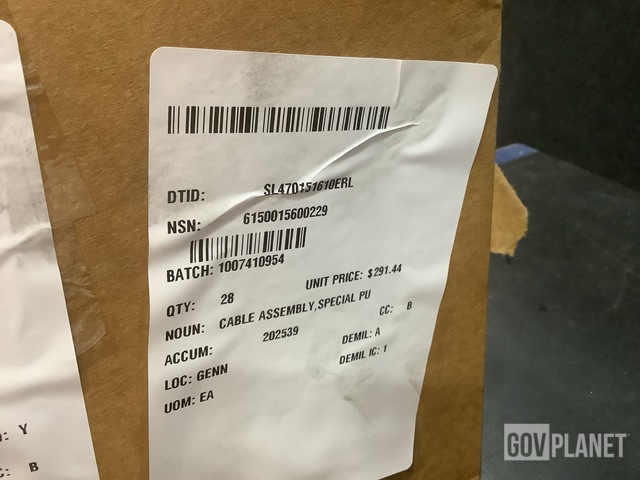 DTID: SL470151610ERL
NSN: 6150015600229
BATCH: 1007410954
QTY: 28 UNIT PRICE: $291.44
NOUN: CABLE ASSEMBLY,SPECIAL PU
ACCUM: 202539 CC: B
LOC: GENN DEMIL: A
UOM: EA DEMIL IC: 1
: Y
: B
GOVPLANET